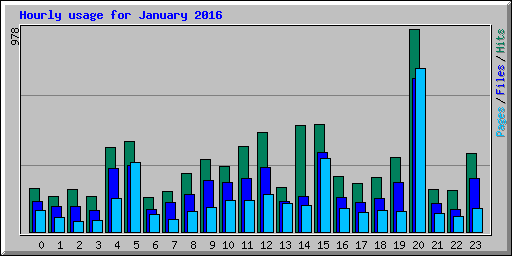 Hourly usage for January 2016
978
Pages / Files / Hits
0 1 2 3 4 5 6 7 8 9 10 11 12 13 14 15 16 17 18 19 20 21 22 23